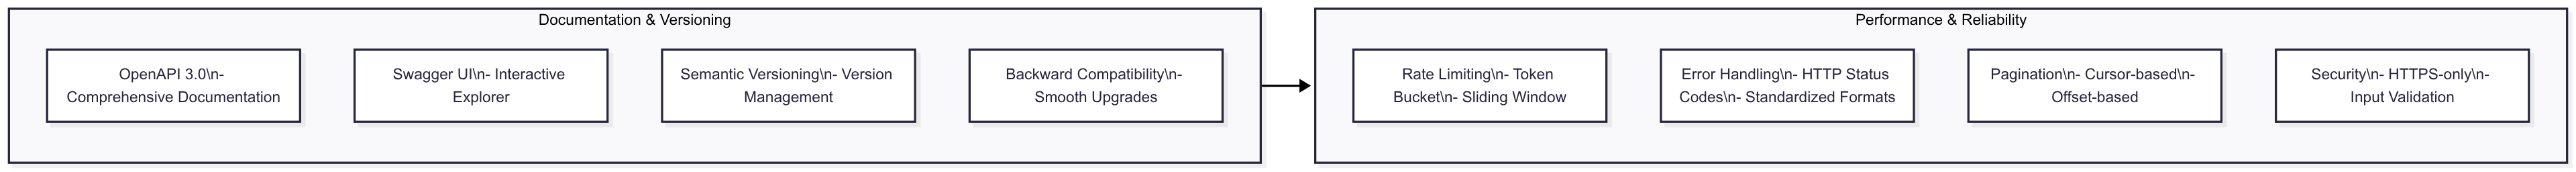 Documentation & Versioning
OpenAPI 3.0\n-
Comprehensive Documentation
Swagger UI\n- Interactive
Explorer
Semantic Versioning\n- Version
Management
Backward Compatibility\n-
Smooth Upgrades
Performance & Reliability
Rate Limiting\n- Token
Bucket\n- Sliding Window
Error Handling\n- HTTP Status
Codes\n- Standardized Formats
Pagination\n- Cursor-based\n-
Offset-based
Security\n- HTTPS-only\n-
Input Validation